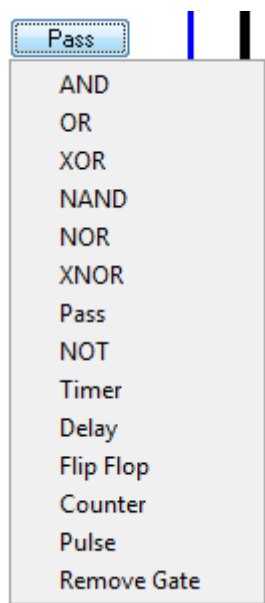 Pass
AND
OR
XOR
NAND
NOR
XNOR
Pass
NOT
Timer
Delay
Flip Flop
Counter
Pulse
Remove Gate